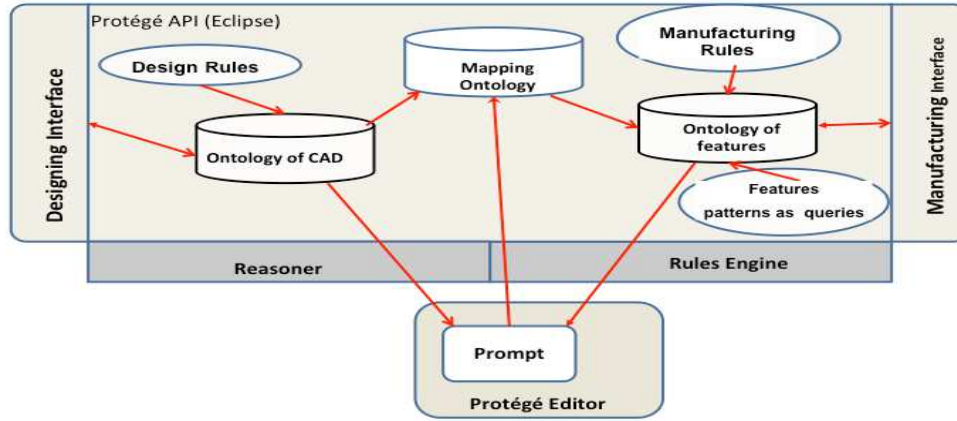 Protégé API (Eclipse)
Designing Interface
Design Rules
Ontology of CAD
Mapping
Ontology
Manufacturing
Rules
Ontology of
features
Features
patterns as queries
Manufacturing Interface
Reasoner
Rules Engine
Prompt
Protégé Editor